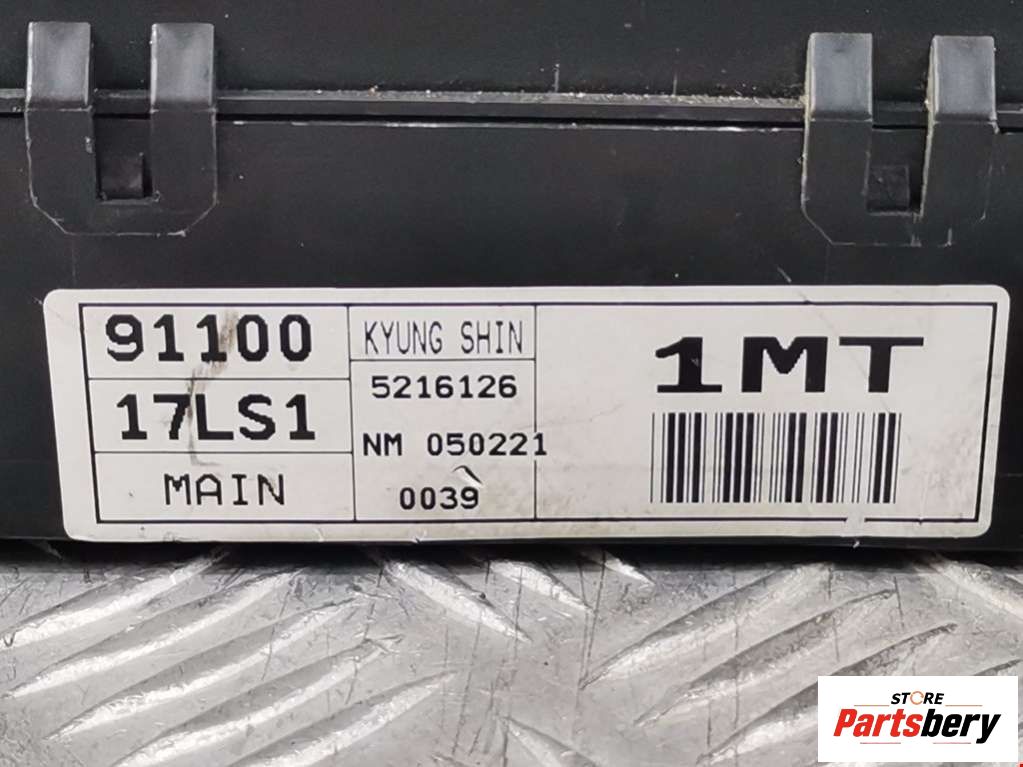 91100
17LS1
MAIN
KYUNG SHIN
5216126
NM 050221
0039
1MT
STORE
Partsbery